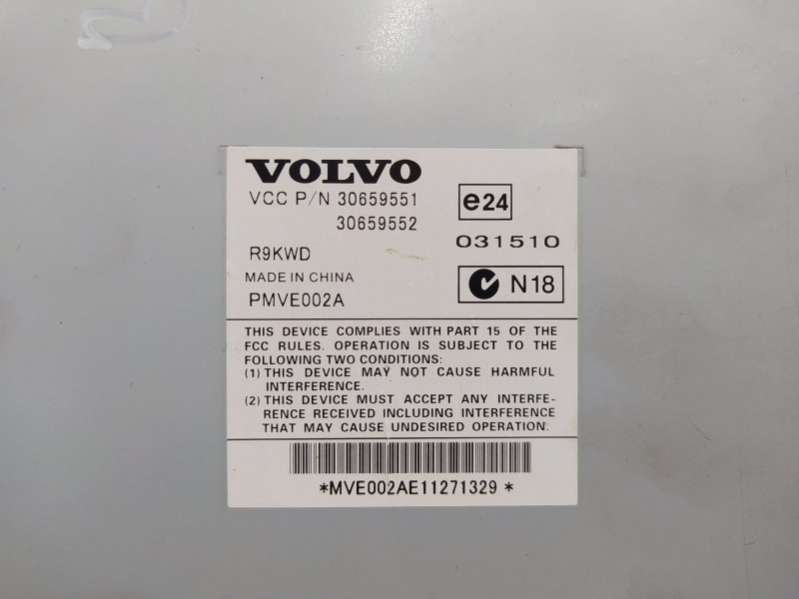 VOLVO
VCC P/N 30659551
30659552
e24
031510
R9KWD
MADE IN CHINA
PMVE002A
N18
THIS DEVICE COMPLIES WITH PART 15 OF THE
FCC RULES. OPERATION IS SUBJECT TO THE
FOLLOWING TWO CONDITIONS:
(1) THIS DEVICE MAY NOT CAUSE HARMFUL
INTERFERENCE.
(2) THIS DEVICE MUST ACCEPT ANY INTERFE-
RENCE RECEIVED INCLUDING INTERFERENCE
THAT MAY CAUSE UNDESIRED OPERATION.
*MVE002AE11271329*